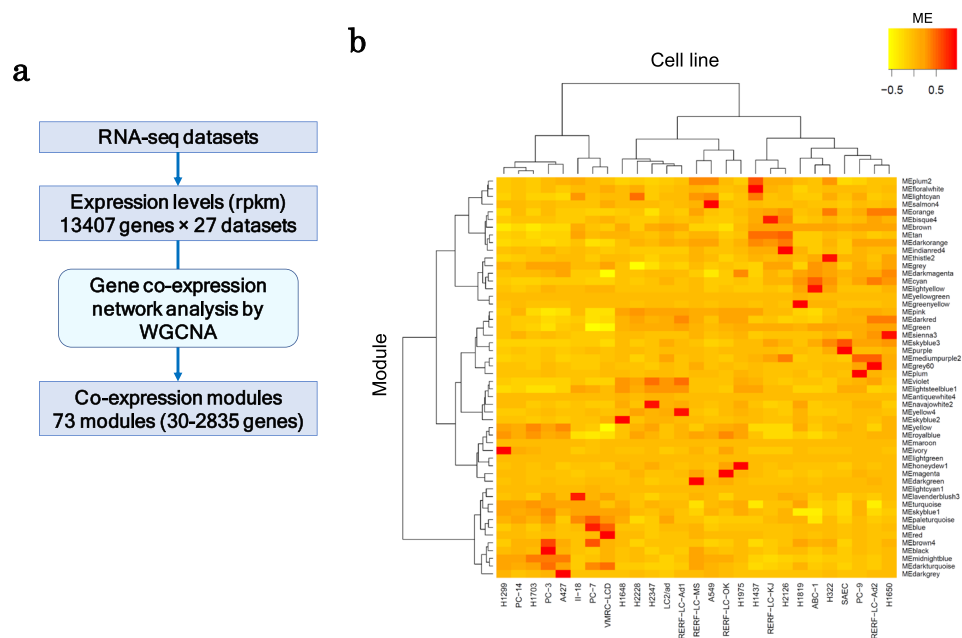 a
RNA-seq datasets
Expression levels (rpkm)
13407 genes × 27 datasets
Gene co-expression
network analysis by
WGCNA
Co-expression modules
73 modules (30-2835 genes)
b
ME
−0.5 0.5
Cell line
Module
MEplum2
MEfloralwhite
MElightcyan
MEsalmon4
MEorange
MEbisque4
MEbrown
MEtan
MEdarkorange
MEindianred4
MEthistle2
MEgrey
MEdarkmagenta
MEcyan
MElightyellow
MEyellowgreen
MEgreenyellow
MEpink
MEdarkred
MEgreen
MEsienna3
MEskyblue3
MEpurple
MEmediumpurple2
MEgrey60
MEplum
MEviolet
MElightsteelblue1
MEantiquewhite4
MEnavajowhite2
MEyellow4
MEskyblue2
MEyellow
MEroyalblue
MEmaroon
MEivory
MElightgreen
MEhoneydew1
MEmagenta
MEdarkgreen
MElightcyan1
MElavenderblush3
MEturquoise
MEskyblue1
MEpaleturquoise
MEblue
MEred
MEbrown4
MEblack
MEmidnightblue
MEdarkturquoise
MEdarkgrey
H1299
PC−14
H1703
PC−3
A427
II−18
PC−7
VMRC−LCD
H1648
H2228
H2347
LC2/ad
RERF−LC−Ad1
RERF−LC−MS
A549
RERF−LC−OK
H1975
H1437
RERF−LC−KJ
H2126
H1819
ABC−1
H322
SAEC
PC−9
RERF−LC−Ad2
H1650